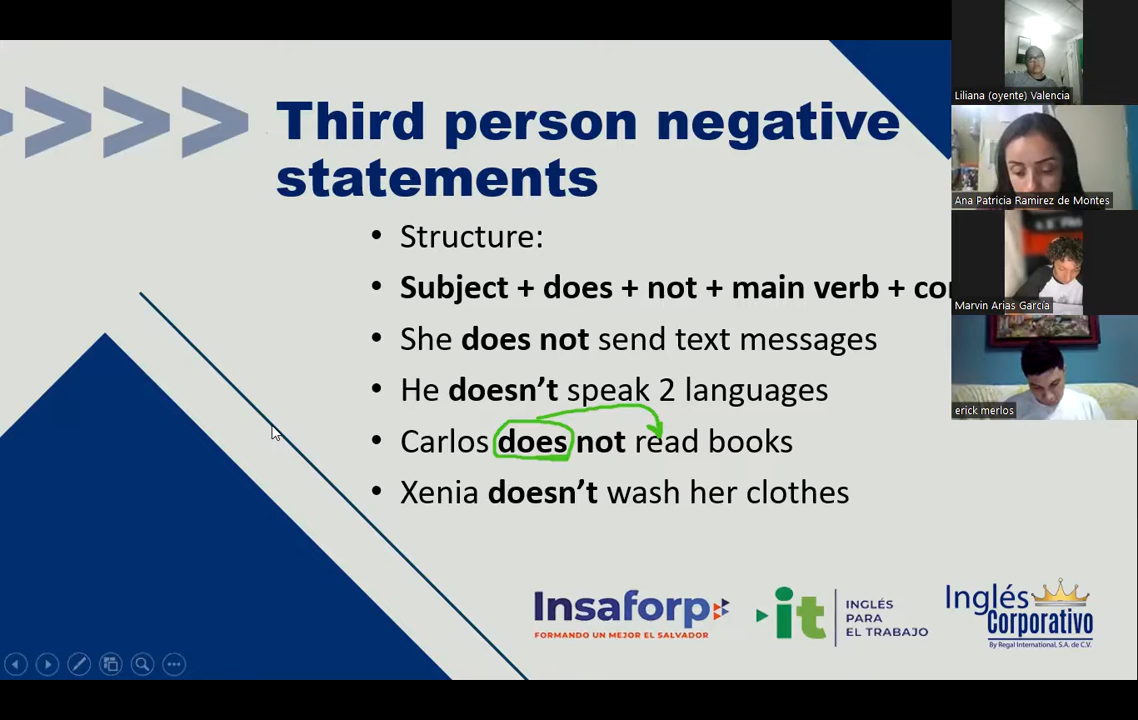 Third person negative
statements
• Structure:
• Subject + does + not + main verb + co
• She does not send text messages
• He doesn't speak 2 languages
• Carlos does not read books
• Xenia doesn't wash her clothes
Insaforp
FORMANDO UN MEJOR EL SALVADOR
it
INGLÉS
PARA
EL TRABAJO
Inglés
Corporativo
By Regal International, S.A. de C.V.
Liliana (oyente) Valencia
Ana Patricia Ramirez de Montes
Marvin Arias García
erick merlos